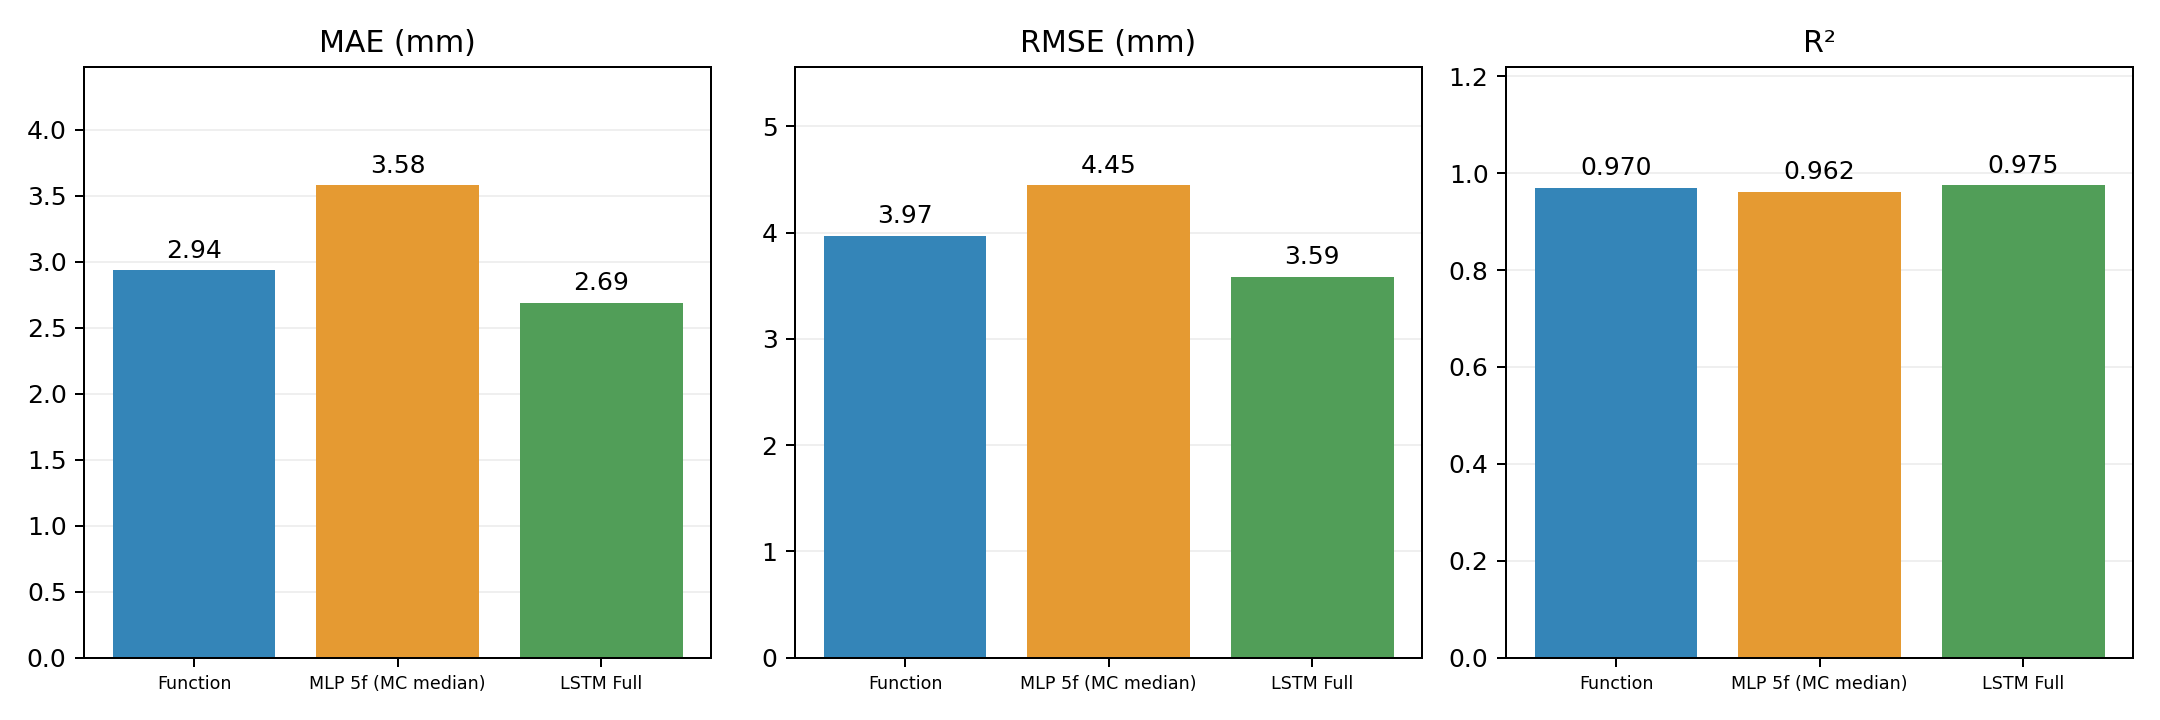 MAE (mm)
4.0
3.5
3.0
2.5
2.0
1.5
1.0
0.5
0.0
2.94
3.58
2.69
Function
MLP 5f (MC median)
LSTM Full
RMSE (mm)
5
4
3
2
1
0
3.97
4.45
3.59
Function
MLP 5f (MC median)
LSTM Full
R²
1.2
1.0
0.8
0.6
0.4
0.2
0.0
0.970
0.962
0.975
Function
MLP 5f (MC median)
LSTM Full